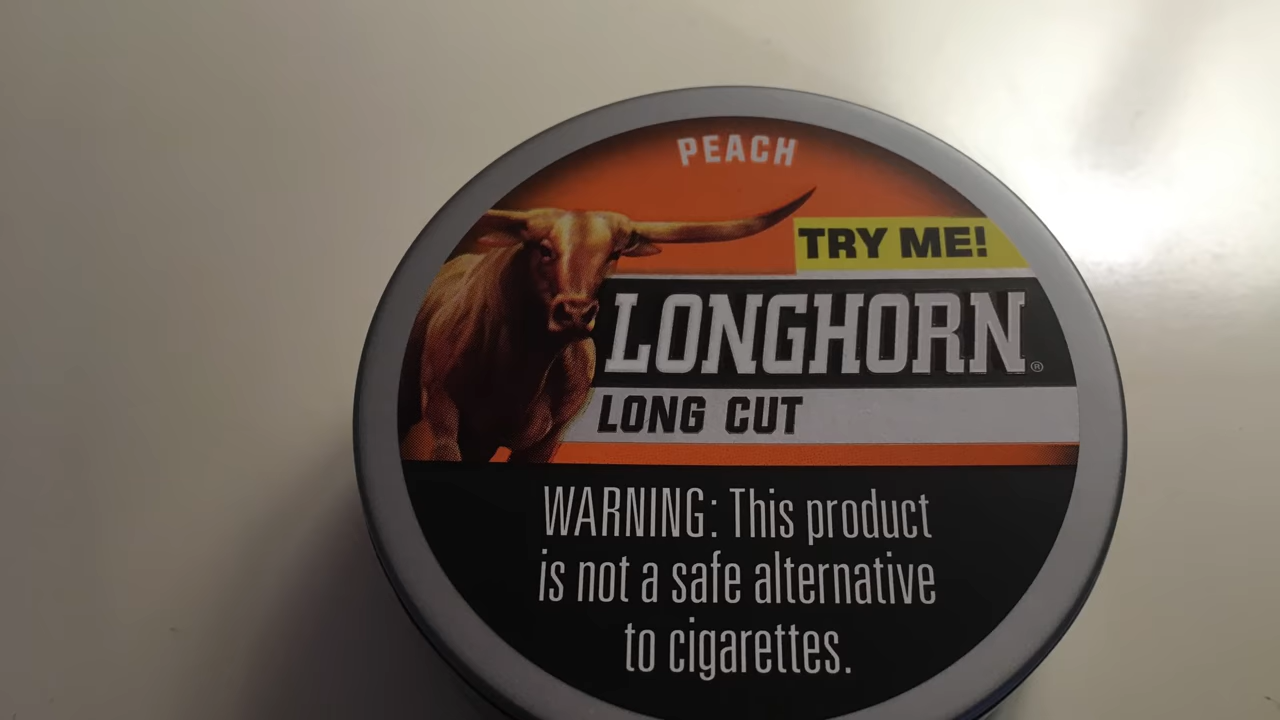 PEACH
TRY ME!
LONGHORN®
LONG CUT
WARNING: This product
is not a safe alternative
to cigarettes.